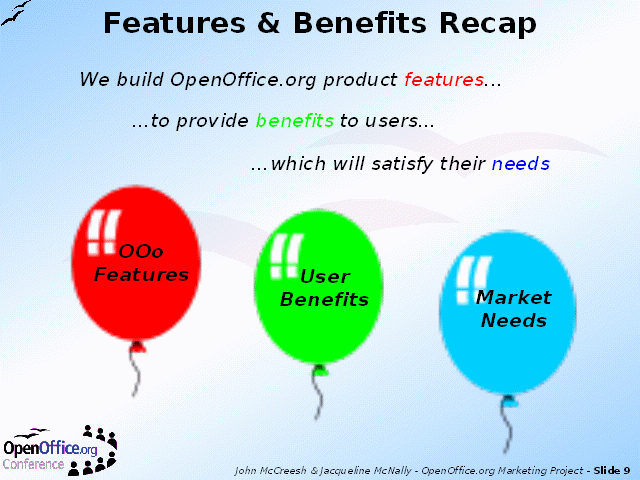 Features & Benefits Recap
We build OpenOffice.org product features...
...to provide benefits to users...
...which will satisfy their needs
OOo
Features
User
Benefits
Market
Needs
OpenOffice.org
Conference
John McCreesh & Jacqueline McNally - OpenOffice.org Marketing Project - Slide 9